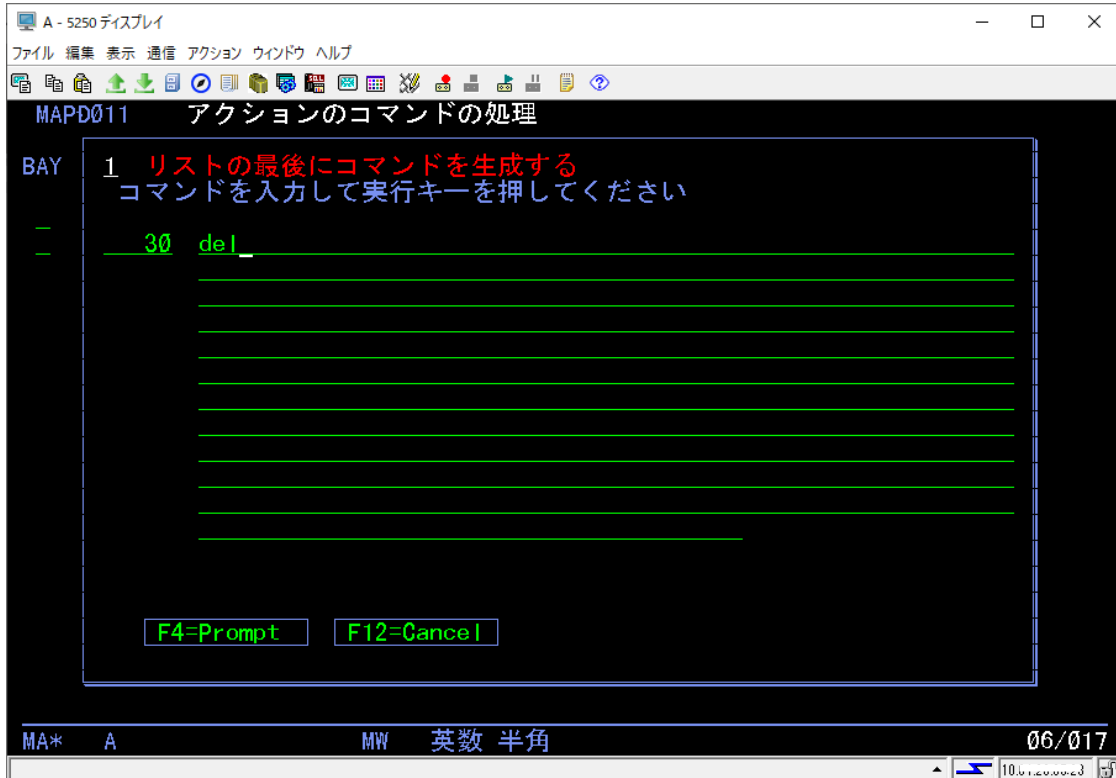 A - 5250 ディスプレイ
ファイル 編集 表示 通信 アクション ウィンドウ ヘルプ
MAPD011 アクションのコマンドの処理
BAY 1 リストの最後にコマンドを生成する
コマンドを入力して実行キーを押してください
30 del
F4=Prompt F12=Cancel
MA* A MW 英数 半角 06/017